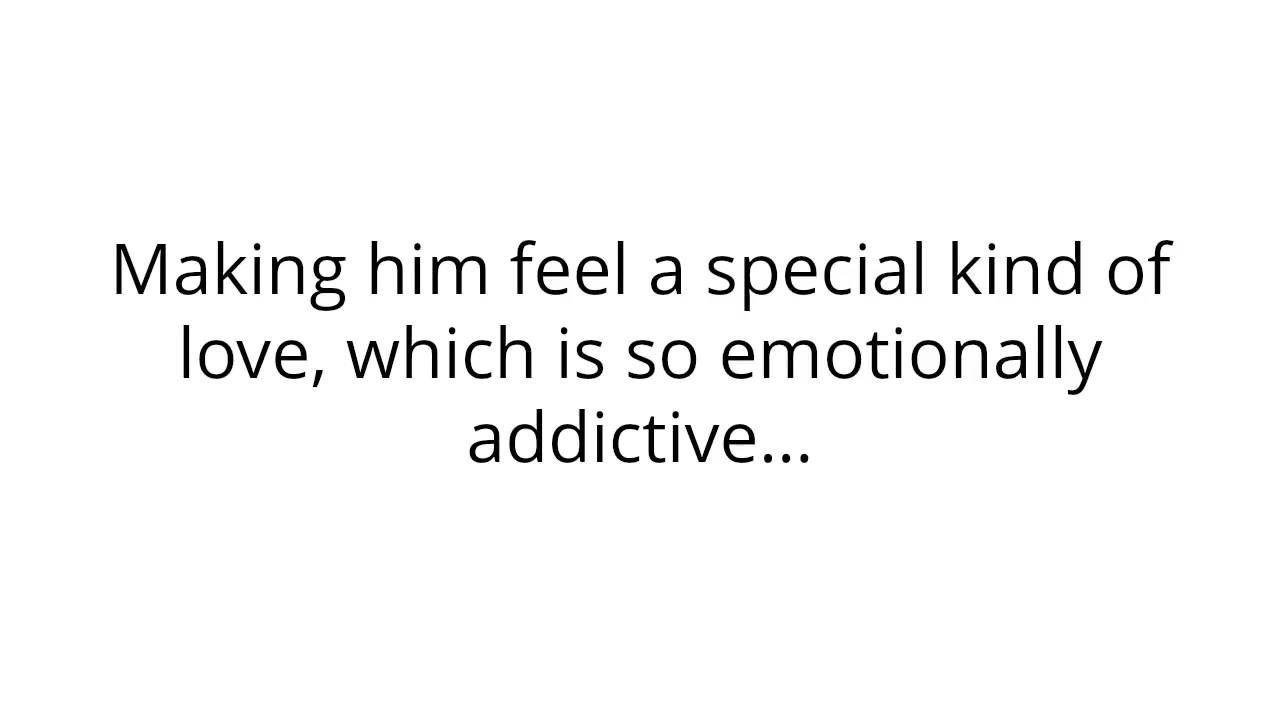 Making him feel a special kind of
love, which is so emotionally
addictive...